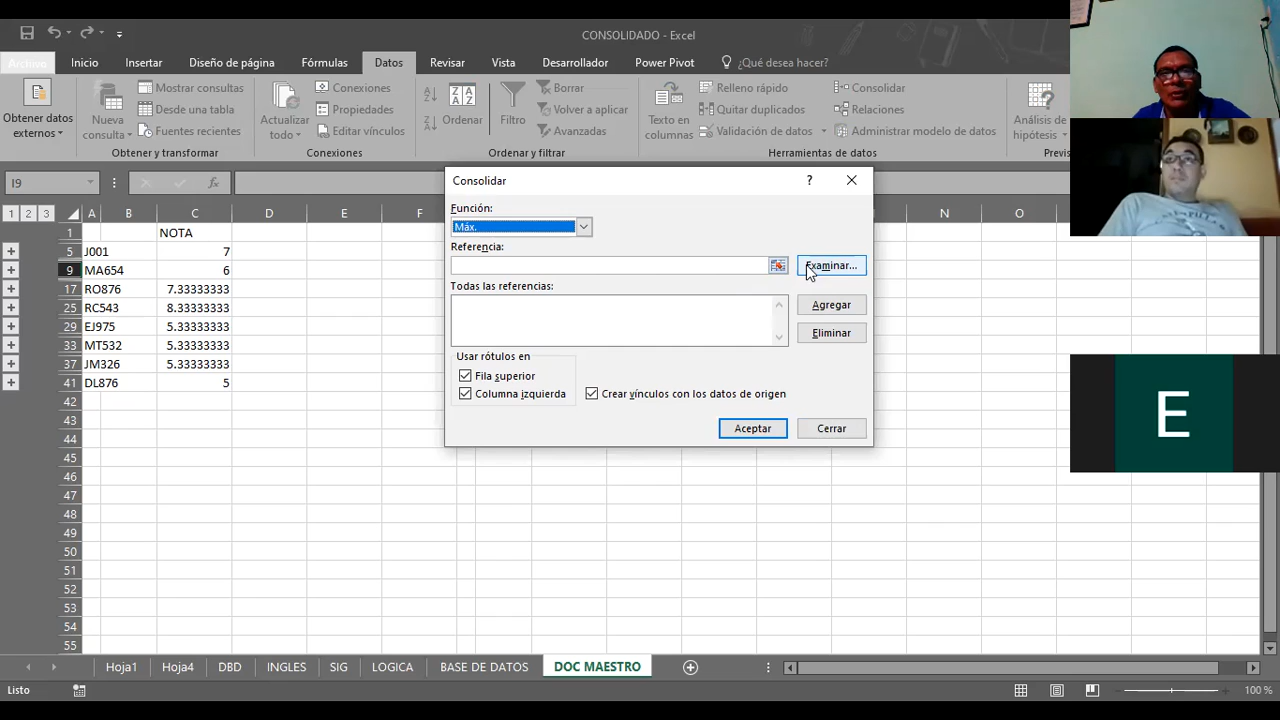 CONSOLIDADO - Excel
Archivo Inicio Insertar Diseño de página Fórmulas Datos Revisar Vista Desarrollador Power Pivot ¿Qué desea hacer?
Obtener datos externos
Nueva consulta
Mostrar consultas
Desde una tabla
Fuentes recientes
Obtener y transformar
Actualizar todo
Conexiones
Propiedades
Editar vínculos
Conexiones
Ordenar
Filtro
Borrar
Volver a aplicar
Avanzadas
Ordenar y filtrar
Texto en columnas
Relleno rápido
Quitar duplicados
Validación de datos
Consolidar
Relaciones
Administrar modelo de datos
Herramientas de datos
Análisis de hipótesis
Previs
I9
fx
1 2 3
A B C D E F N O
1 NOTA
5 J001 7
9 MA654 6
17 RO876 7.33333333
25 RC543 8.33333333
29 EJ975 5.33333333
33 MT532 5.33333333
37 JM326 5.33333333
41 DL876 5
42
43
44
45
46
47
48
49
50
51
52
53
54
55
Consolidar
?
Función:
Máx.
Referencia:
Examinar...
Todas las referencias:
Agregar
Eliminar
Usar rótulos en
Fila superior
Columna izquierda
Crear vínculos con los datos de origen
Aceptar Cerrar
E
Hoja1 Hoja4 DBD INGLES SIG LOGICA BASE DE DATOS DOC MAESTRO
Listo
100 %